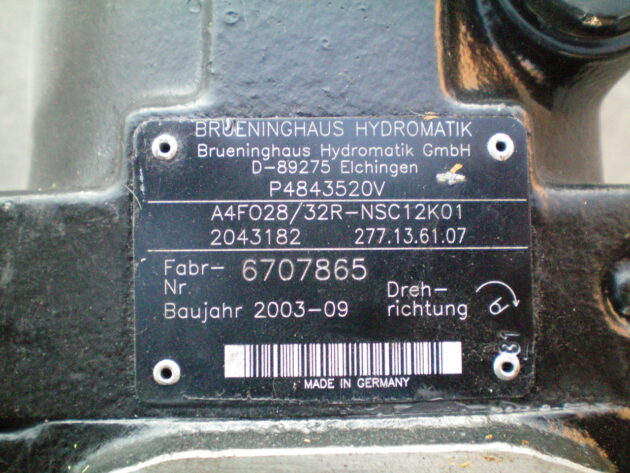 BRUENINGHAUS HYDROMATIK
Brueninghaus Hydromatik GmbH
D-89275 Elchingen
P4843520V
A4FO28/32R-NSC12K01
2043182 277.13.61.07
Fabr-Nr. 6707865
Baujahr 2003-09
Dreh-richtung
31
MADE IN GERMANY